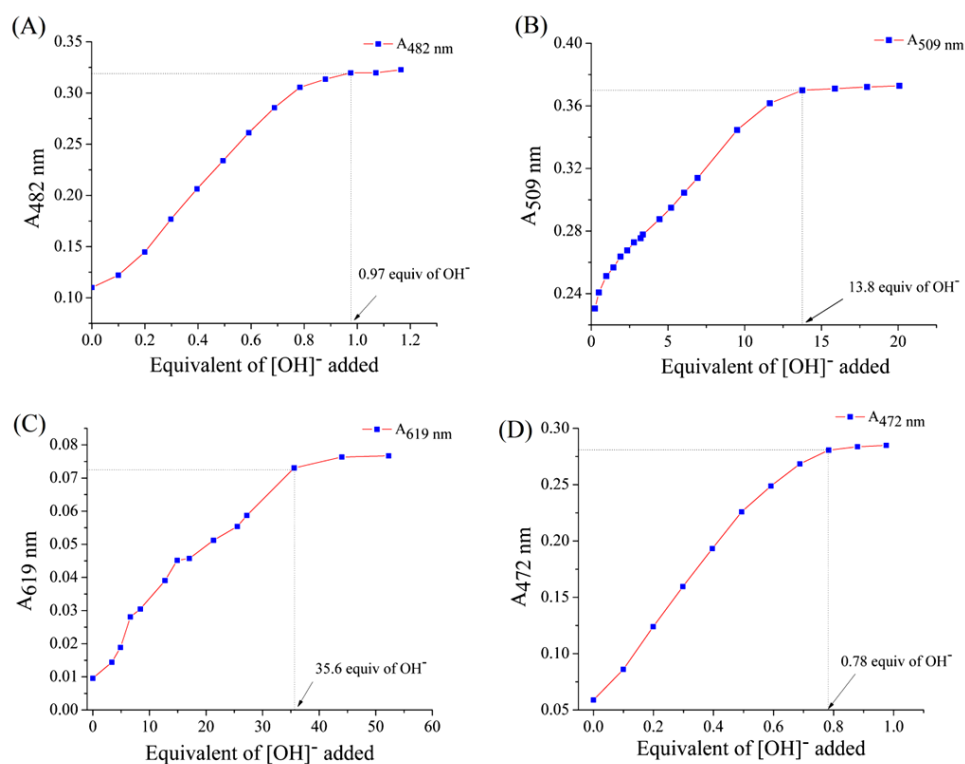 (A)
A482 nm
0.35
0.30
0.25
0.20
0.15
0.10
A482 nm
0.97 equiv of OH⁻
0.0 0.2 0.4 0.6 0.8 1.0 1.2
Equivalent of [OH]⁻ added
(B)
A509 nm
0.40
0.36
0.32
0.28
0.24
A509 nm
13.8 equiv of OH⁻
0 5 10 15 20
Equivalent of [OH]⁻ added
(C)
A619 nm
0.08
0.07
0.06
0.05
0.04
0.03
0.02
0.01
0.00
A619 nm
35.6 equiv of OH⁻
0 10 20 30 40 50 60
Equivalent of [OH]⁻ added
(D)
A472 nm
0.30
0.25
0.20
0.15
0.10
0.05
A472 nm
0.78 equiv of OH⁻
0.0 0.2 0.4 0.6 0.8 1.0
Equivalent of [OH]⁻ added